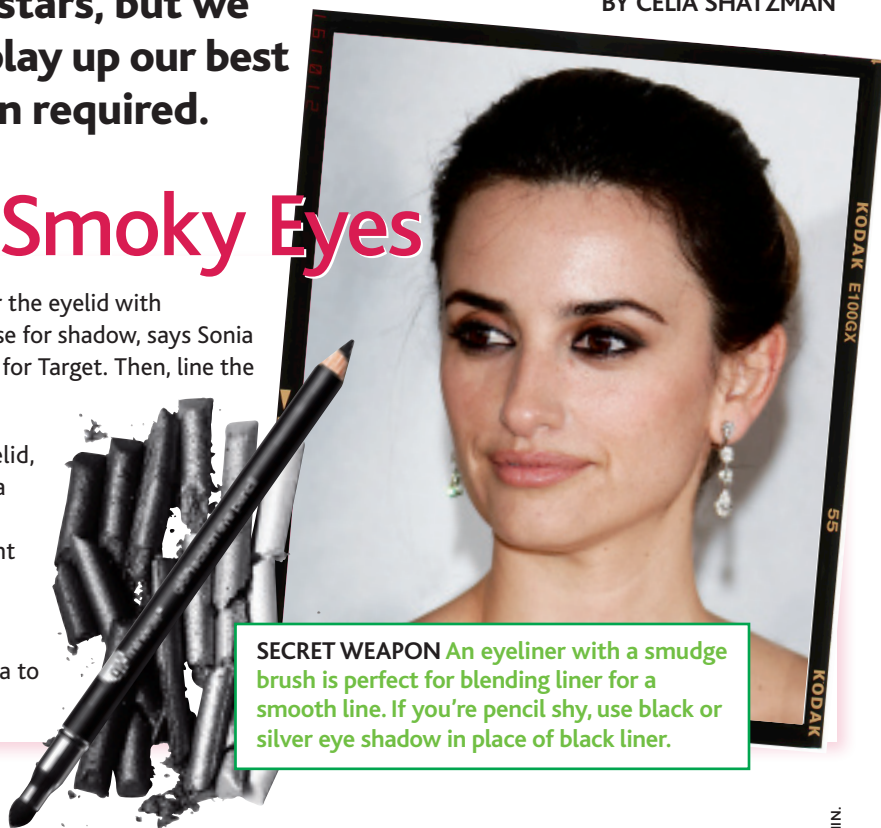 stars, but we
play up our best
n required.
BY CELIA SHATZMAN
Smoky Eyes
the eyelid with
se for shadow, says Sonia
for Target. Then, line the
elid,
a
nt
a to
SECRET WEAPON An eyeliner with a smudge
brush is perfect for blending liner for a
smooth line. If you're pencil shy, use black or
silver eye shadow in place of black liner.
KODAK E100GX
55
KODAK
IN.